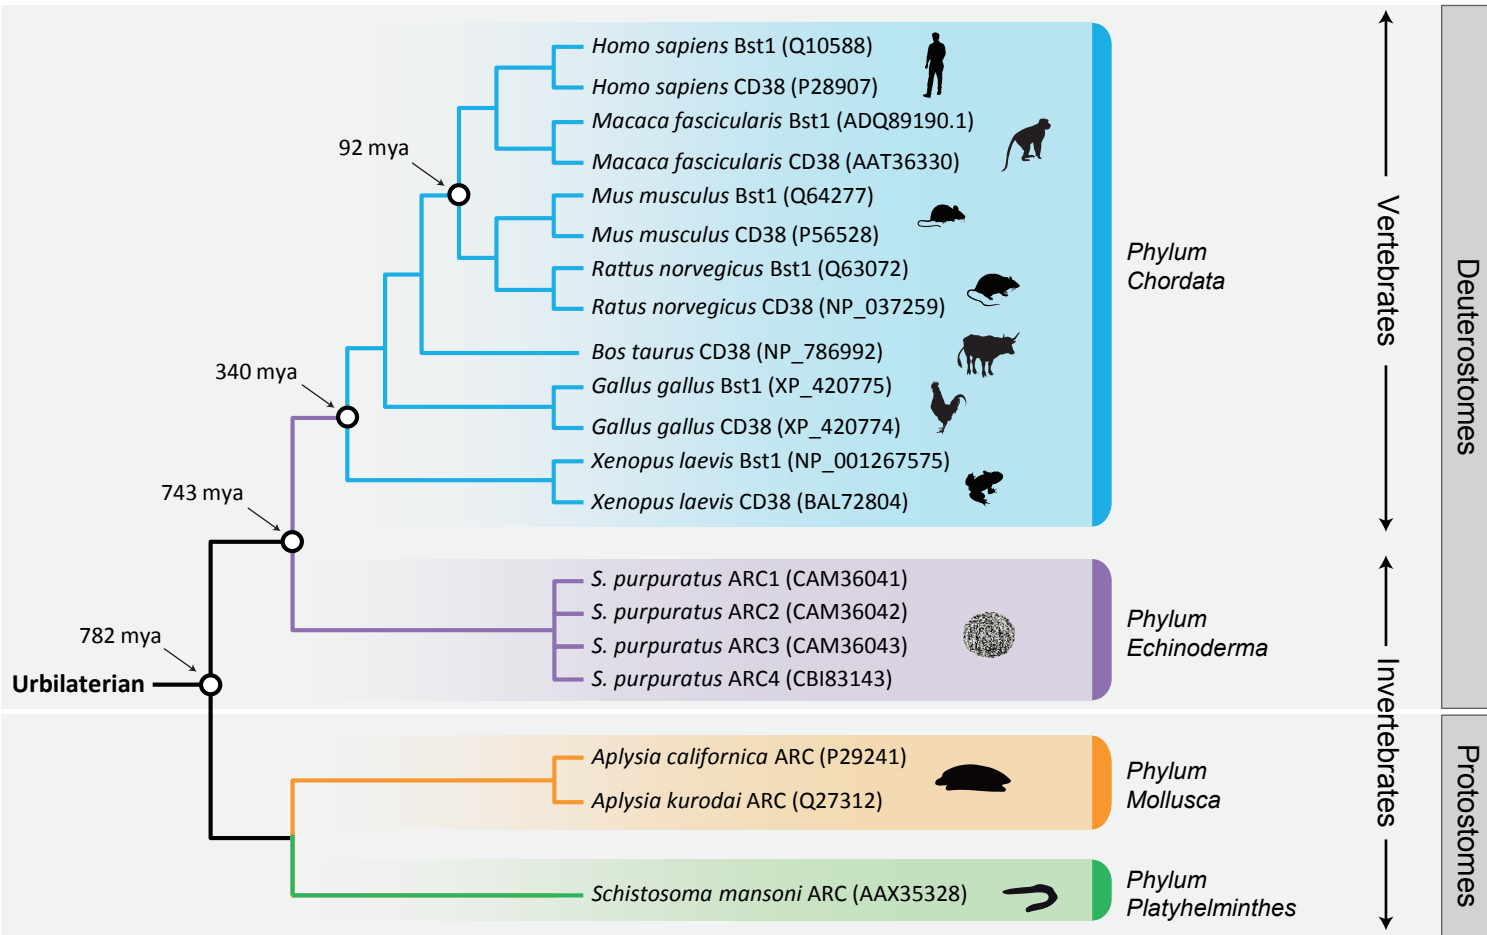 Homo sapiens Bst1 (Q10588)
Homo sapiens CD38 (P28907)
Macaca fascicularis Bst1 (ADQ89190.1)
92 mya
Macaca fascicularis CD38 (AAT36330)
Mus musculus Bst1 (Q64277)
Mus musculus CD38 (P56528)
Rattus norvegicus Bst1 (Q63072)
Ratus norvegicus CD38 (NP_037259)
Phylum
Chordata
Vertebrates
Deuterostomes
Bos taurus CD38 (NP_786992)
340 mya
Gallus gallus Bst1 (XP_420775)
Gallus gallus CD38 (XP_420774)
Xenopus laevis Bst1 (NP_001267575)
743 mya
Xenopus laevis CD38 (BAL72804)
S. purpuratus ARC1 (CAM36041)
S. purpuratus ARC2 (CAM36042)
S. purpuratus ARC3 (CAM36043)
S. purpuratus ARC4 (CBI83143)
Phylum
Echinoderma
782 mya
Urbilaterian
Invertebrates
Protostomes
Aplysia californica ARC (P29241)
Aplysia kurodai ARC (Q27312)
Phylum
Mollusca
Schistosoma mansoni ARC (AAX35328)
Phylum
Platyhelminthes